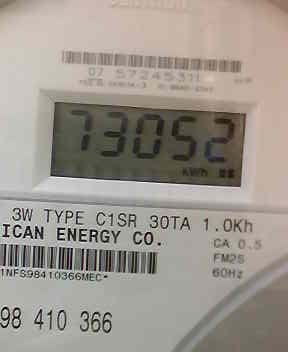 07 57245311
73052
KWH
3W TYPE C1SR 30TA 1.0Kh
ICAN ENERGY CO.
CA 0.5
FM2S
60Hz
1NFS98410366MEC*
98 410 366